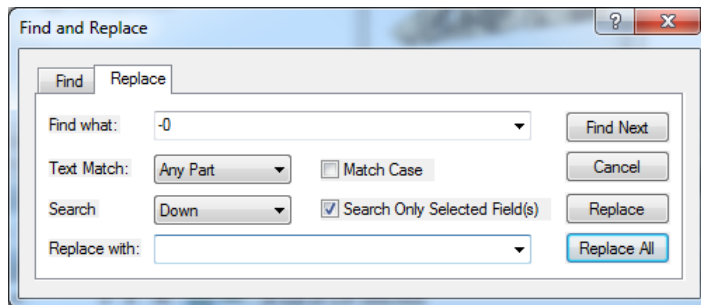 Find and Replace
Find Replace
Find what: -0 Find Next
Text Match: Any Part Match Case Cancel
Search Down Search Only Selected Field(s) Replace
Replace with: Replace All